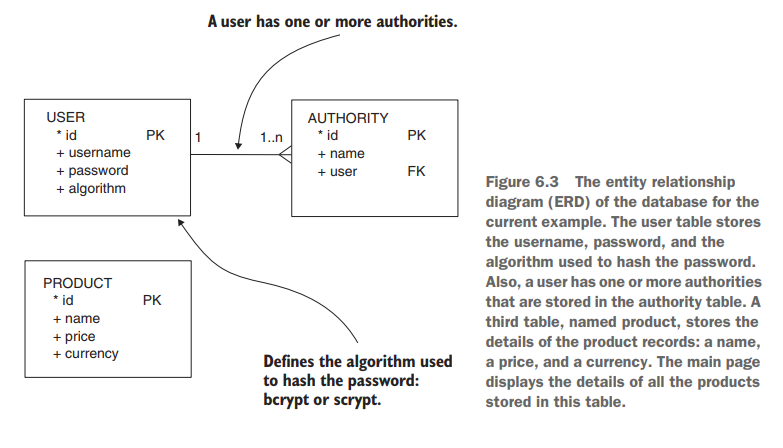 A user has one or more authorities.
USER
* id PK
+ username
+ password
+ algorithm
1 1..n
AUTHORITY
* id PK
+ name
+ user FK
PRODUCT
* id PK
+ name
+ price
+ currency
Defines the algorithm used
to hash the password:
bcrypt or scrypt.
Figure 6.3 The entity relationship
diagram (ERD) of the database for the
current example. The user table stores
the username, password, and the
algorithm used to hash the password.
Also, a user has one or more authorities
that are stored in the authority table. A
third table, named product, stores the
details of the product records: a name,
a price, and a currency. The main page
displays the details of all the products
stored in this table.